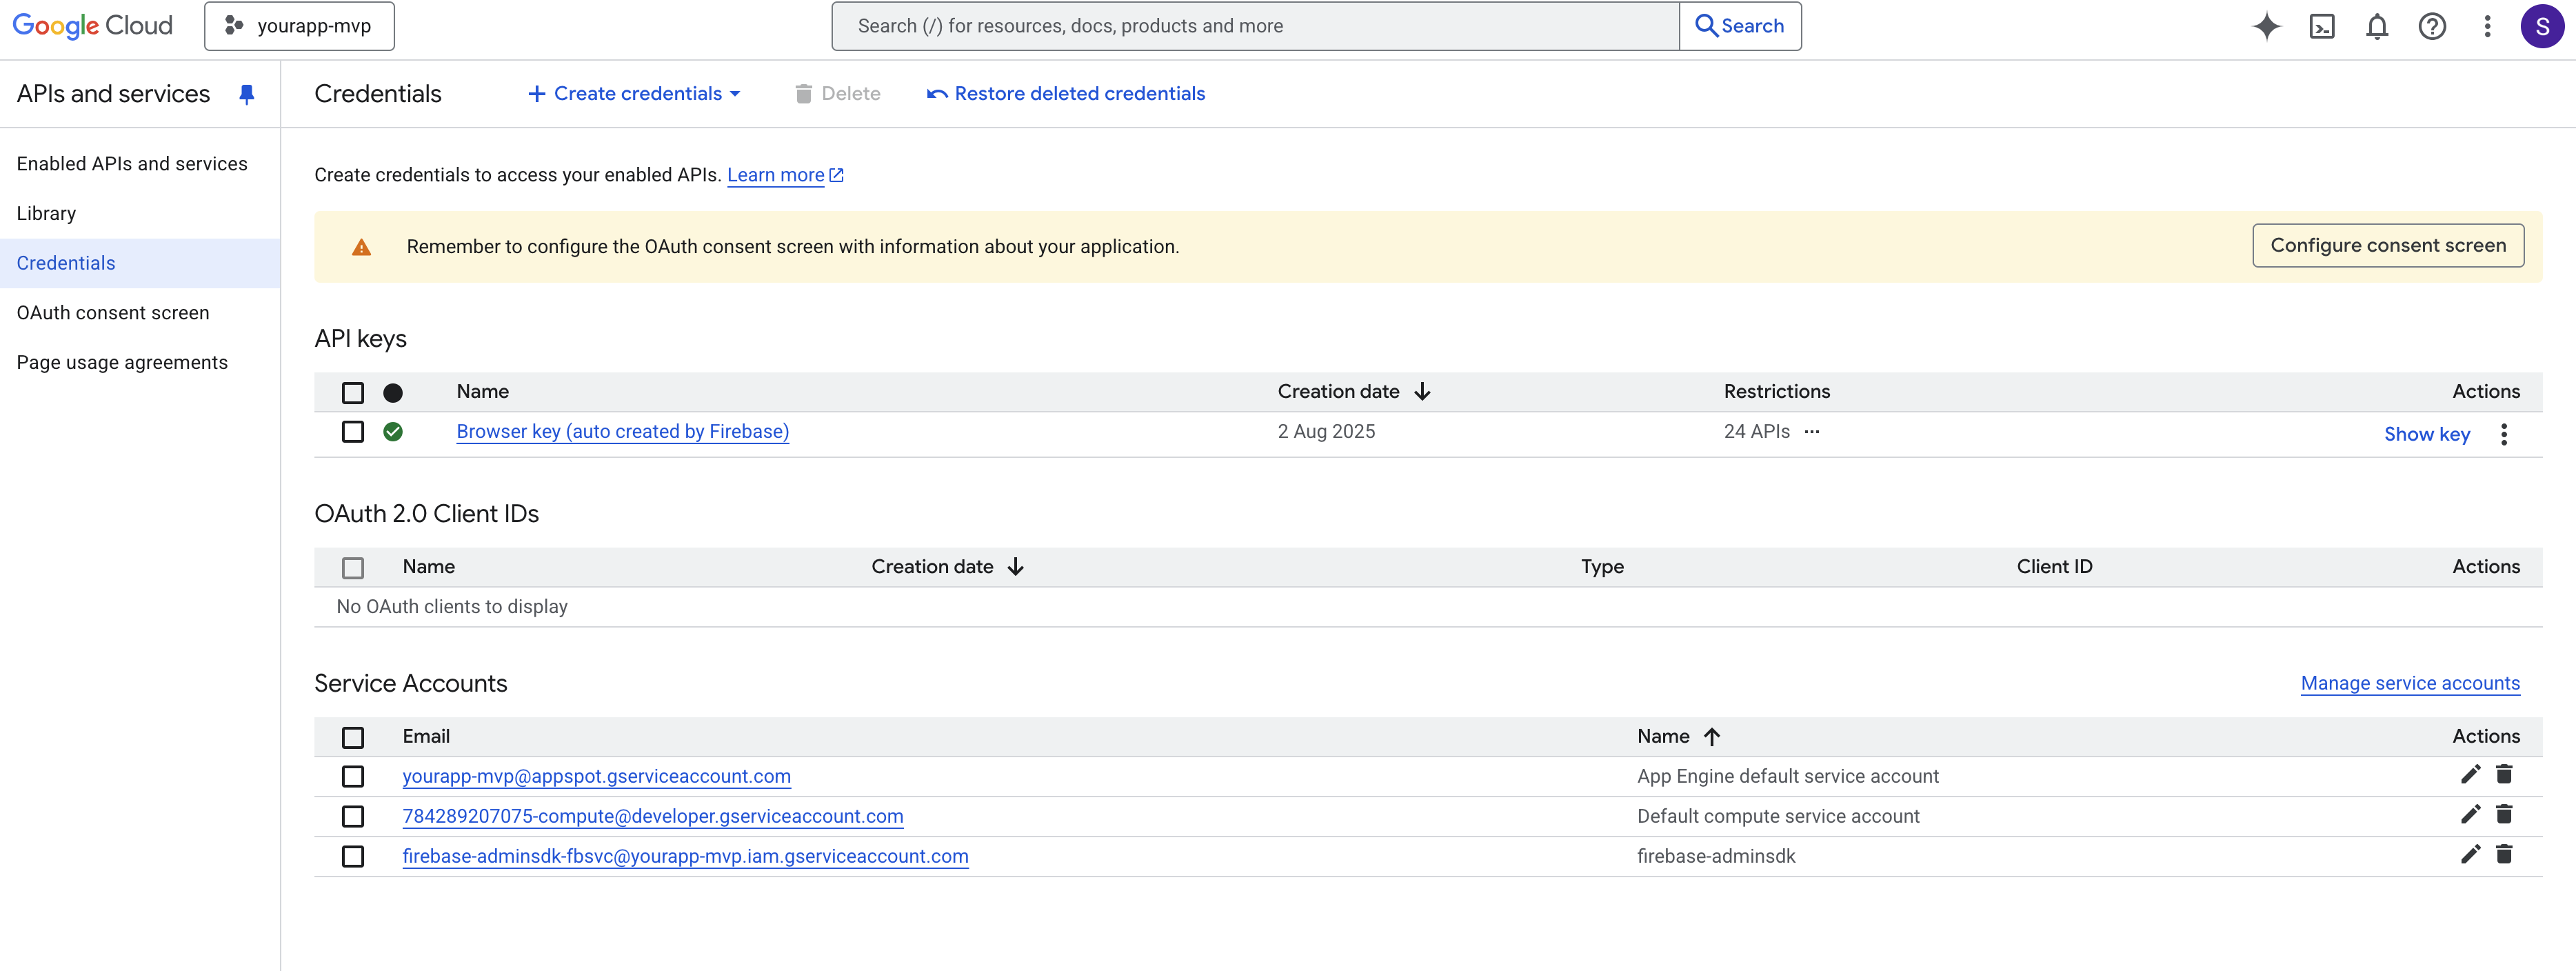 Google Cloud
yourapp-mvp
Search (/) for resources, docs, products and more
Search
S
APIs and services
Credentials
Create credentials
Delete
Restore deleted credentials
Enabled APIs and services
Library
Credentials
OAuth consent screen
Page usage agreements
Create credentials to access your enabled APIs. Learn more
Remember to configure the OAuth consent screen with information about your application.
Configure consent screen
API keys
Name Creation date Restrictions Actions
Browser key (auto created by Firebase) 2 Aug 2025 24 APIs ... Show key
OAuth 2.0 Client IDs
Name Creation date Type Client ID Actions
No OAuth clients to display
Service Accounts
Manage service accounts
Email Name Actions
yourapp-mvp@appspot.gserviceaccount.com App Engine default service account
784289207075-compute@developer.gserviceaccount.com Default compute service account
firebase-adminsdk-fbsvc@yourapp-mvp.iam.gserviceaccount.com firebase-adminsdk